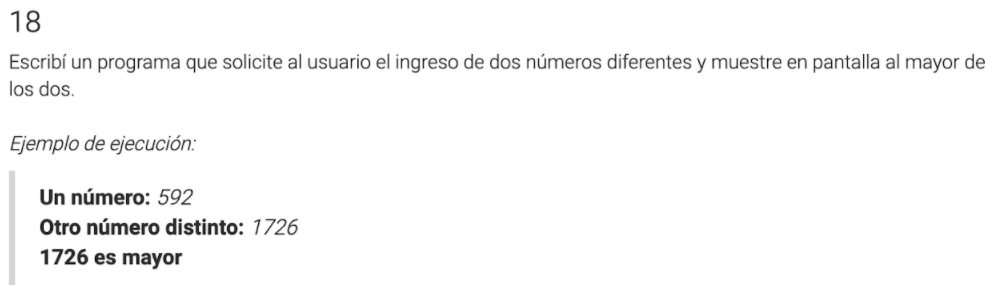 18
Escribí un programa que solicite al usuario el ingreso de dos números diferentes y muestre en pantalla al mayor de
los dos.
Ejemplo de ejecución:
Un número: 592
Otro número distinto: 1726
1726 es mayor